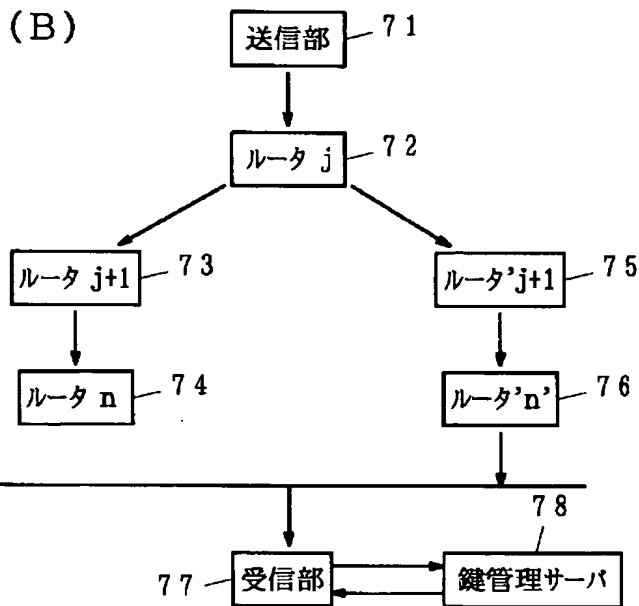 (B)
送信部 71
ルータ j 72
ルータ j+1 73
ルータ'j+1 75
ルータ n 74
ルータ'n' 76
78
77 受信部
鍵管理サーバ